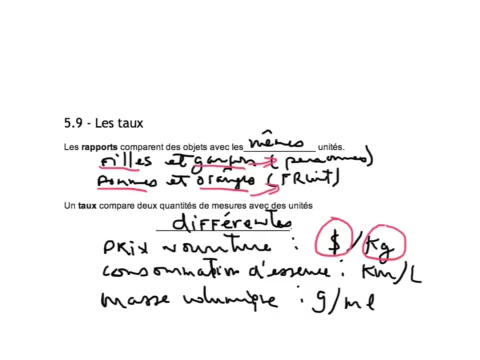 5.9 - Les taux
Les rapports comparent des objets avec les mêmes unités.
filles et garçons → (personnes)
pommes et oranges → (FRuit)
Un taux compare deux quantités de mesures avec des unités
différentes.
PRix nourriture : $/Kg
consommation d'essence : Km/L
masse volumique : g/ml